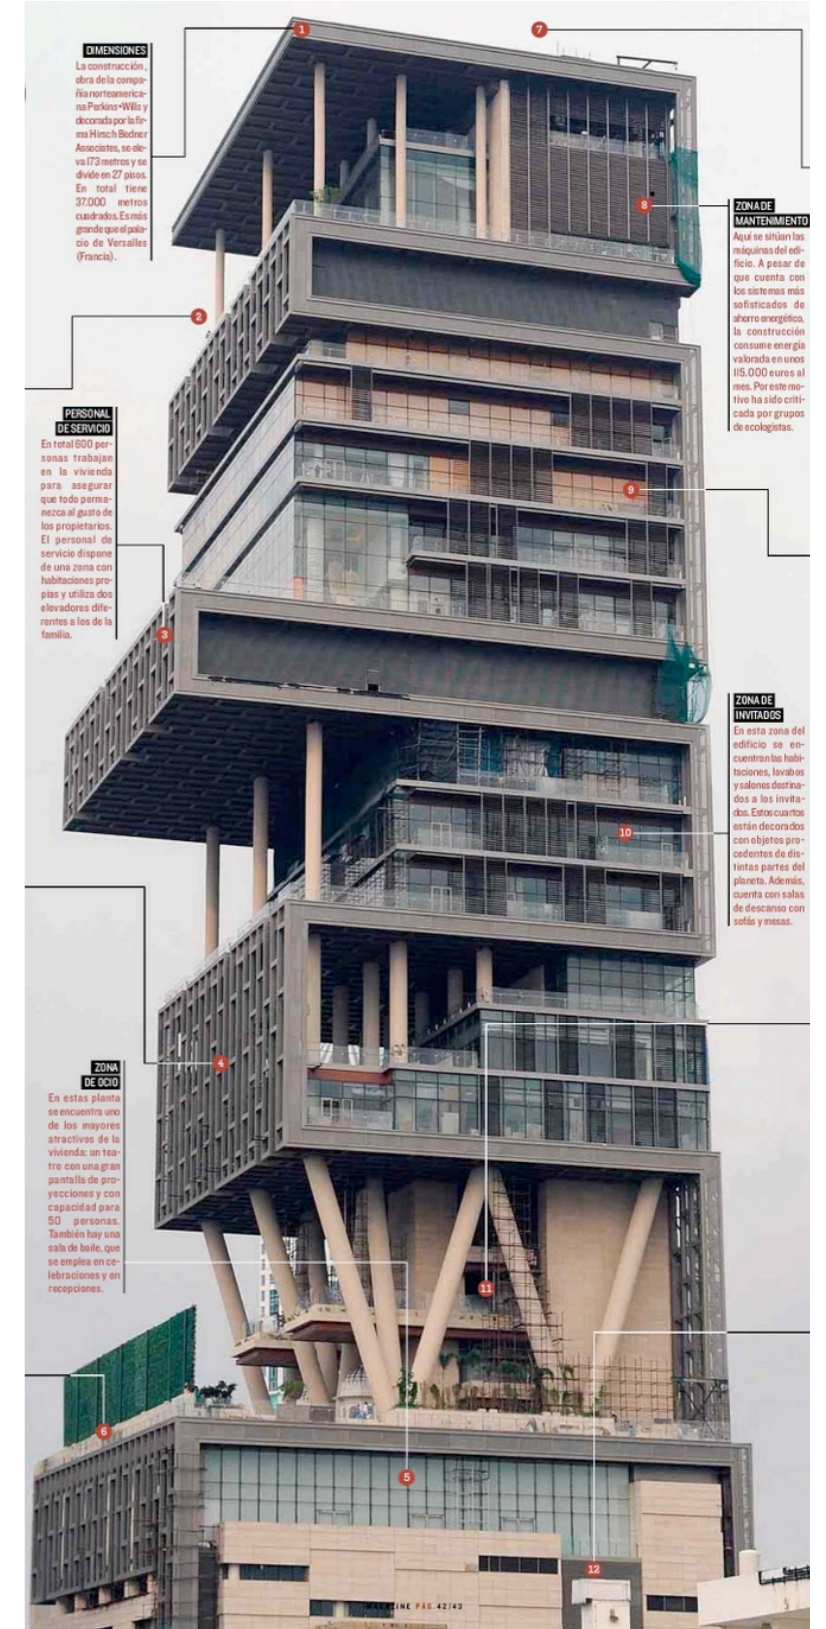 DIMENSIONES
La construcción,
obra de la compa-
ñía norteamerica-
na Perkins+Wills y
decorada por la fir-
ma Hirsch Bedner
Associates, se ele-
va 173 metros y se
divide en 27 pisos.
En total tiene
37.000 metros
cuadrados. Es más
grande que el pala-
cio de Versalles
(Francia).
1
7
8
ZONA DE
MANTENIMIENTO
Aquí se sitúan las
máquinas del edi-
ficio. A pesar de
que cuenta con
los sistemas más
sofisticados de
ahorro energético,
la construcción
consume energía
valorada en unos
115.000 euros al
mes. Por este mo-
tivo ha sido criti-
cada por grupos
de ecologistas.
2
PERSONAL
DE SERVICIO
En total 600 per-
sonas trabajan
en la vivienda
para asegurar
que todo perma-
nezca al gusto de
los propietarios.
El personal de
servicio dispone
de una zona con
habitaciones pro-
pias y utiliza dos
elevadores dife-
rentes a los de la
familia.
9
3
ZONA DE
INVITADOS
En esta zona del
edificio se en-
cuentran las habi-
taciones, lavabos
y salones destina-
dos a los invita-
dos. Estos cuartos
están decorados
con objetos pro-
cedentes de dis-
tintas partes del
planeta. Además,
cuenta con salas
de descanso con
sofás y mesas.
10
4
ZONA
DE OCIO
En estas planta
se encuentra uno
de los mayores
atractivos de la
vivienda: un tea-
tro con una gran
pantalla de pro-
yecciones y con
capacidad para
50 personas.
También hay una
sala de baile, que
se emplea en ce-
lebraciones y en
recepciones.
11
6
5
12
MAGAZINE PÁG. 42/43